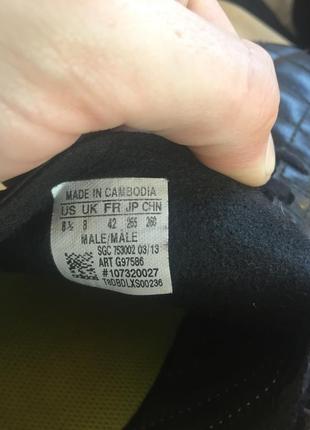 MADE IN CAMBODIA
US UK FR JP CHN
8½ 8 42 265 260
MALE/MALE
SGC 753002 03/13
ART G97586
#107320027
T8DBDLXS00236